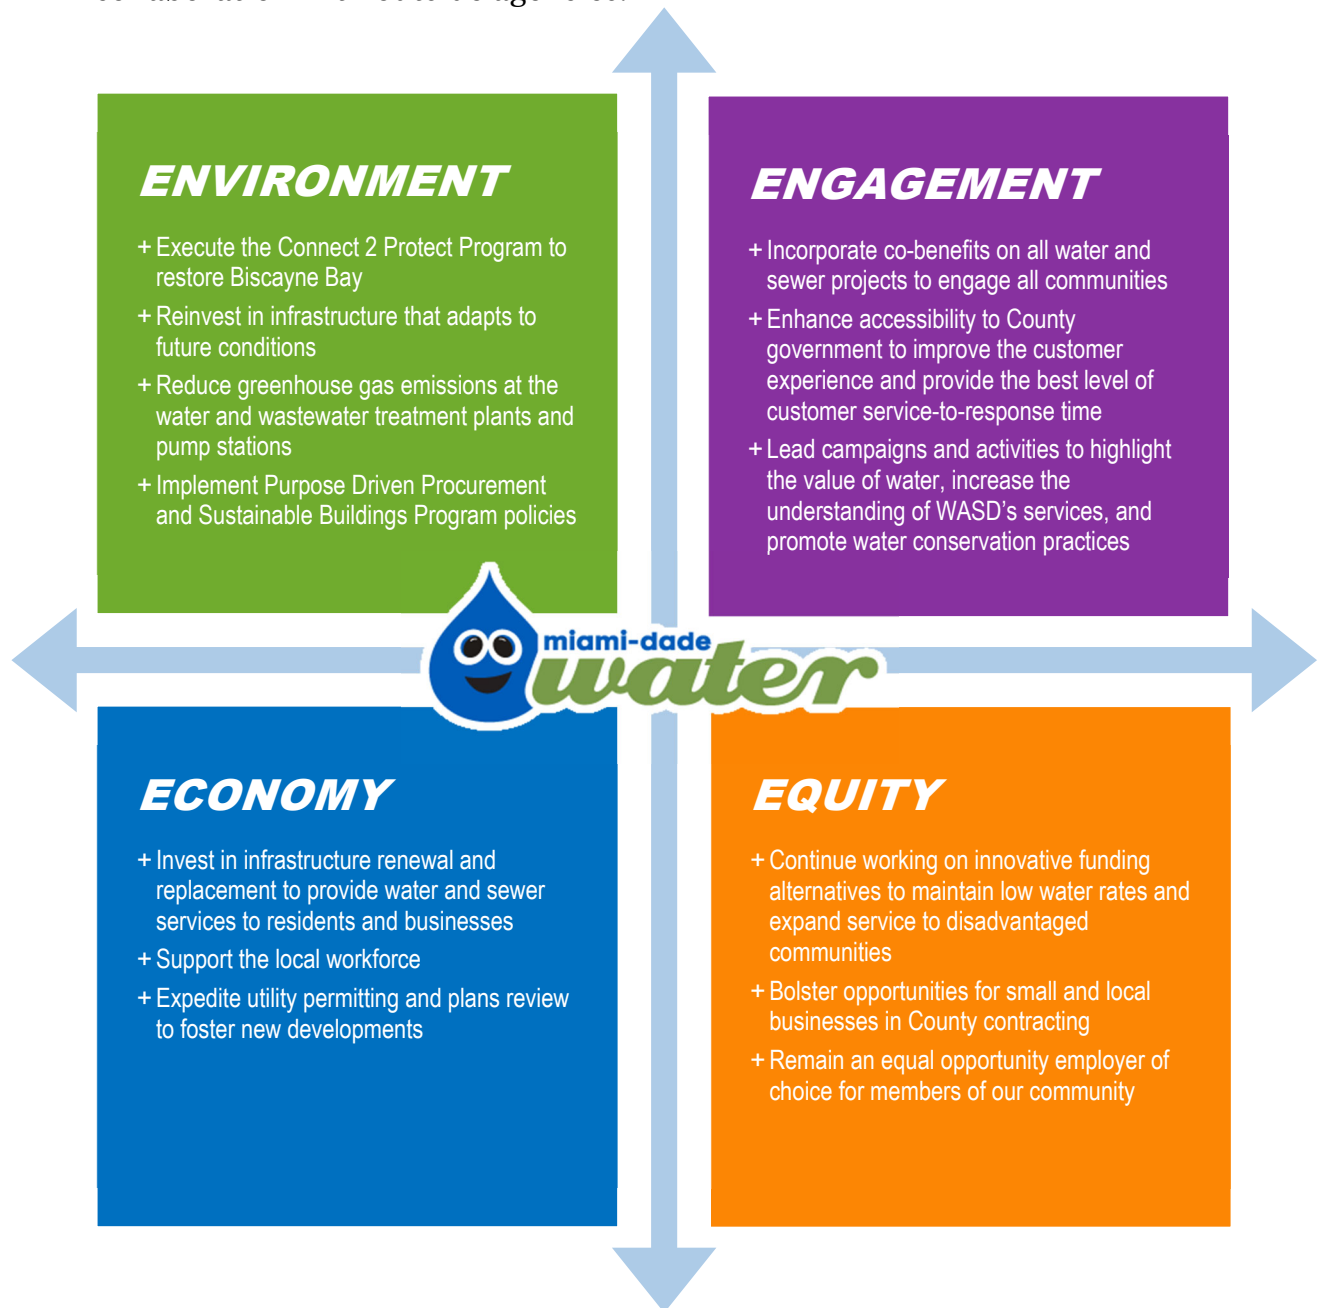 ENVIRONMENT
+ Execute the Connect 2 Protect Program to
restore Biscayne Bay
+ Reinvest in infrastructure that adapts to
future conditions
+ Reduce greenhouse gas emissions at the
water and wastewater treatment plants and
pump stations
+ Implement Purpose Driven Procurement
and Sustainable Buildings Program policies
ENGAGEMENT
+ Incorporate co-benefits on all water and
sewer projects to engage all communities
+ Enhance accessibility to County
government to improve the customer
experience and provide the best level of
customer service-to-response time
+ Lead campaigns and activities to highlight
the value of water, increase the
understanding of WASD's services, and
promote water conservation practices
miami-dade
water
ECONOMY
+ Invest in infrastructure renewal and
replacement to provide water and sewer
services to residents and businesses
+ Support the local workforce
+ Expedite utility permitting and plans review
to foster new developments
EQUITY
+ Continue working on innovative funding
alternatives to maintain low water rates and
expand service to disadvantaged
communities
+ Bolster opportunities for small and local
businesses in County contracting
+ Remain an equal opportunity employer of
choice for members of our community